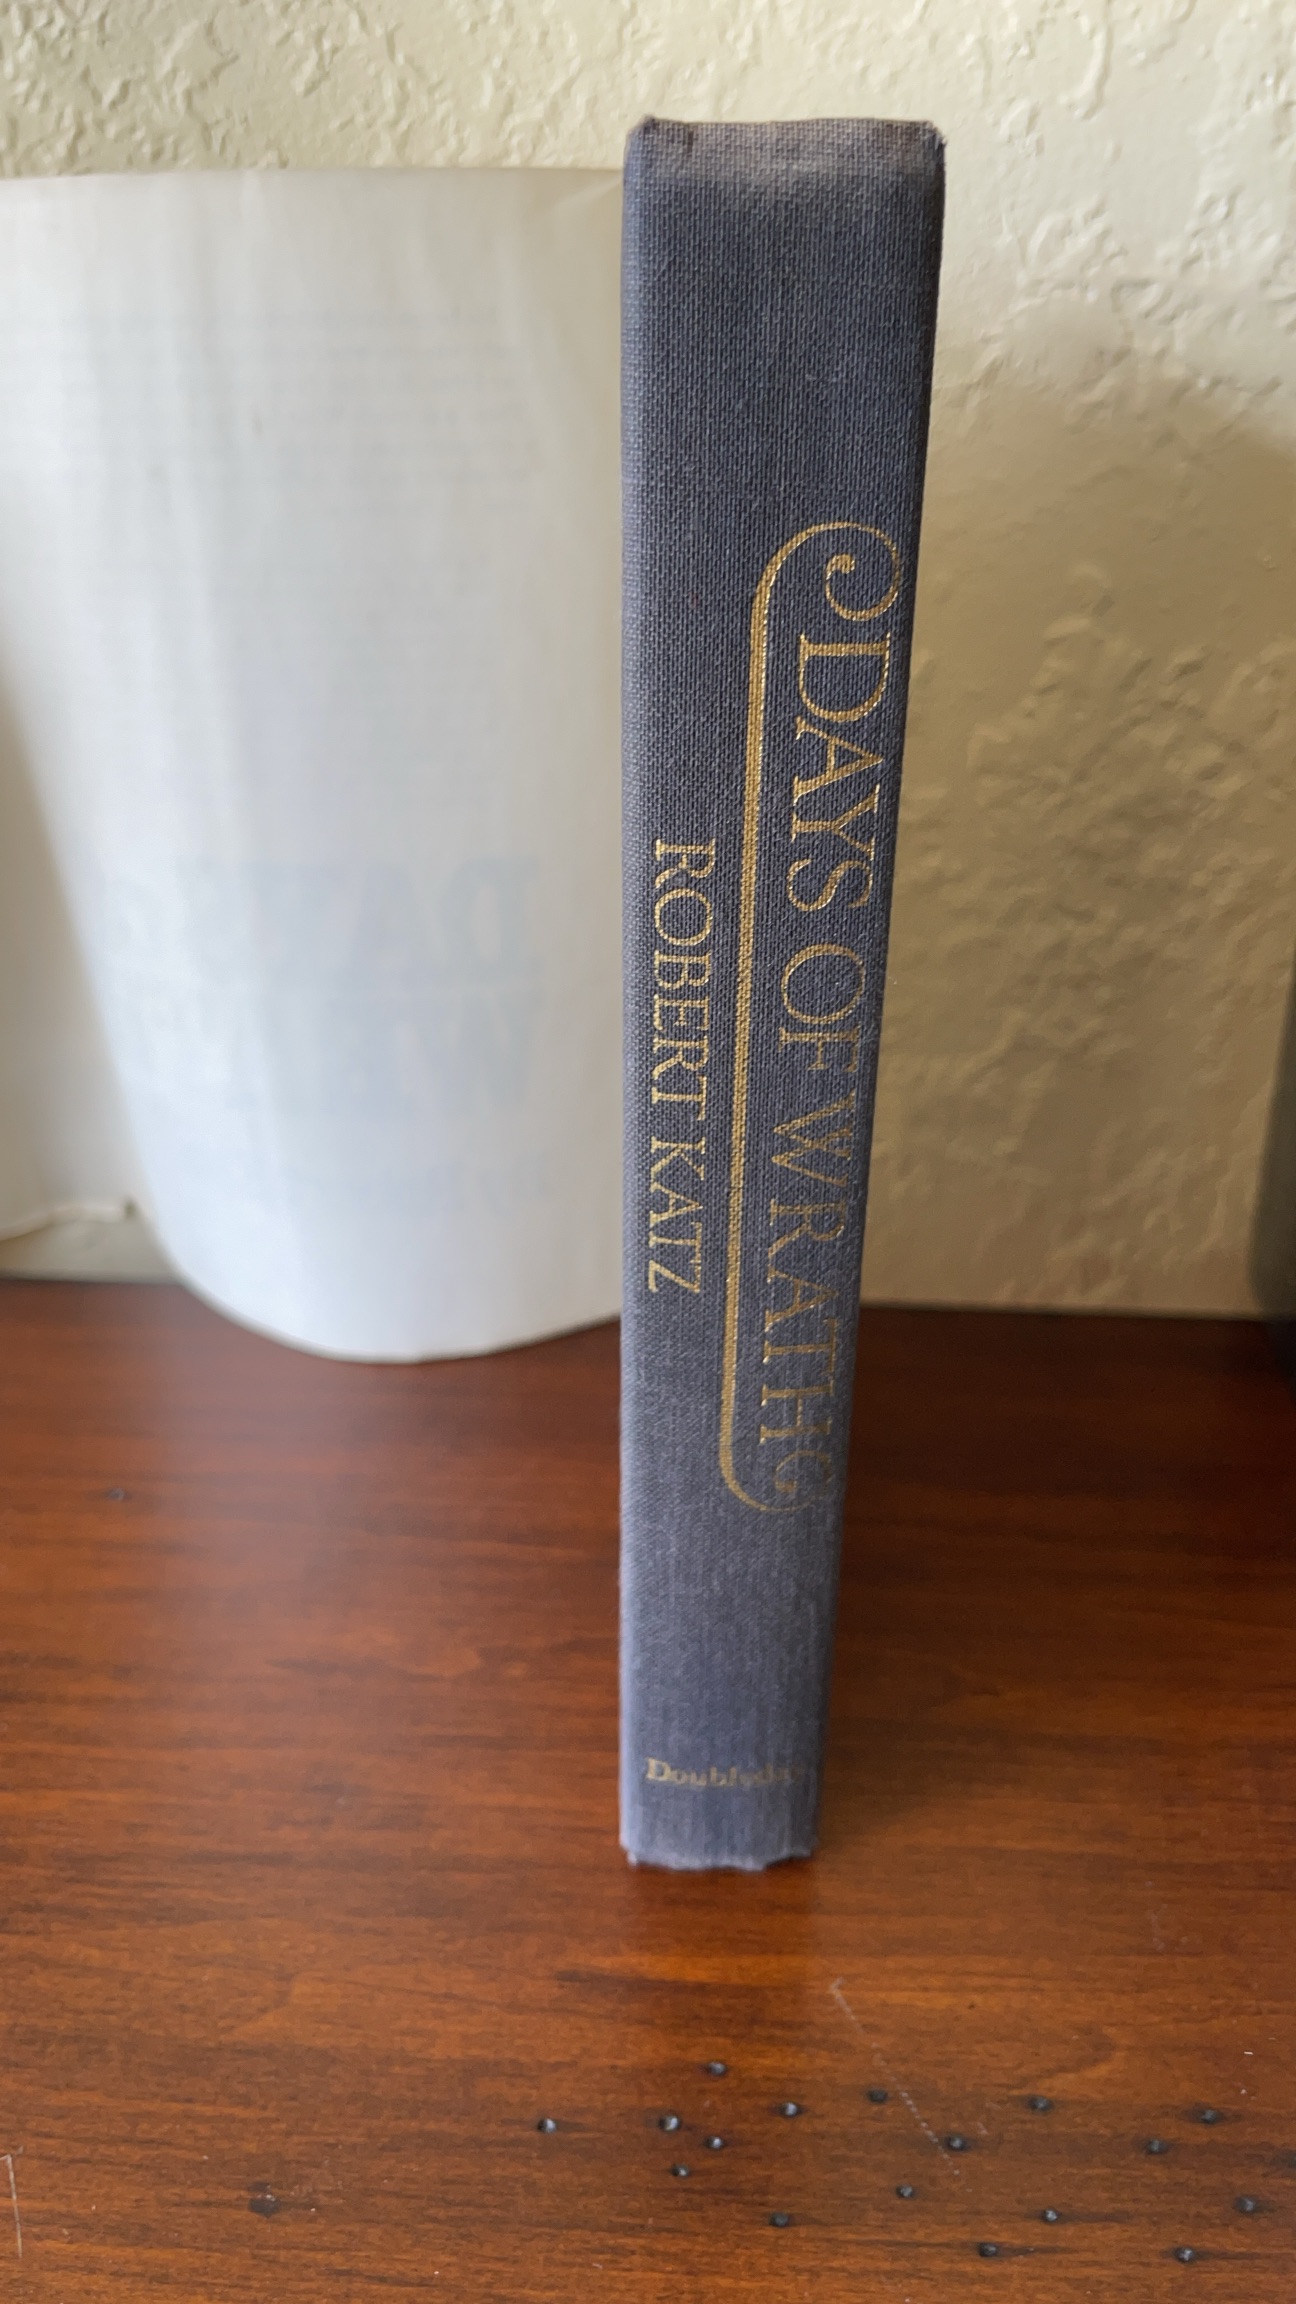 DAYS OF WRATH
ROBERT KATZ
Doubleday